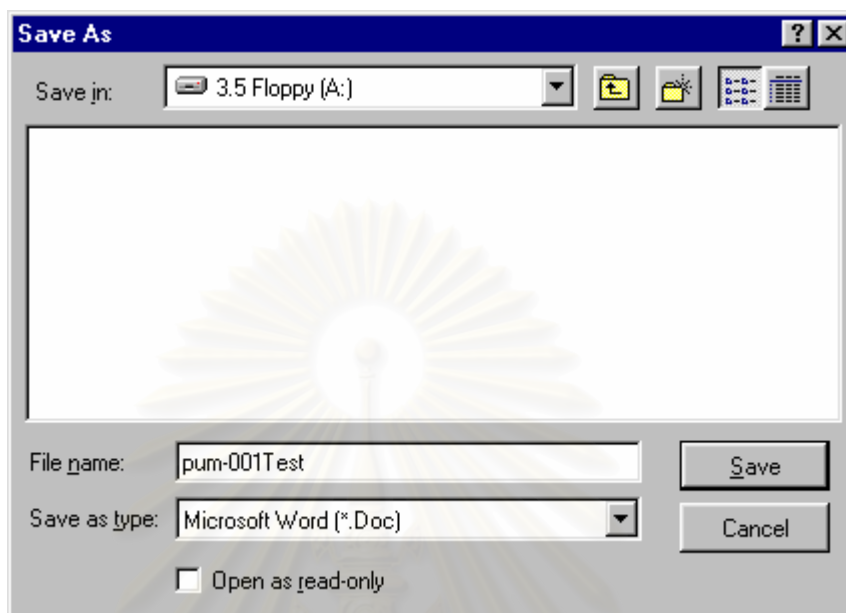 Save As
Save in: 3.5 Floppy (A:)
File name: pum-001Test Save
Save as type: Microsoft Word (*.Doc) Cancel
Open as read-only